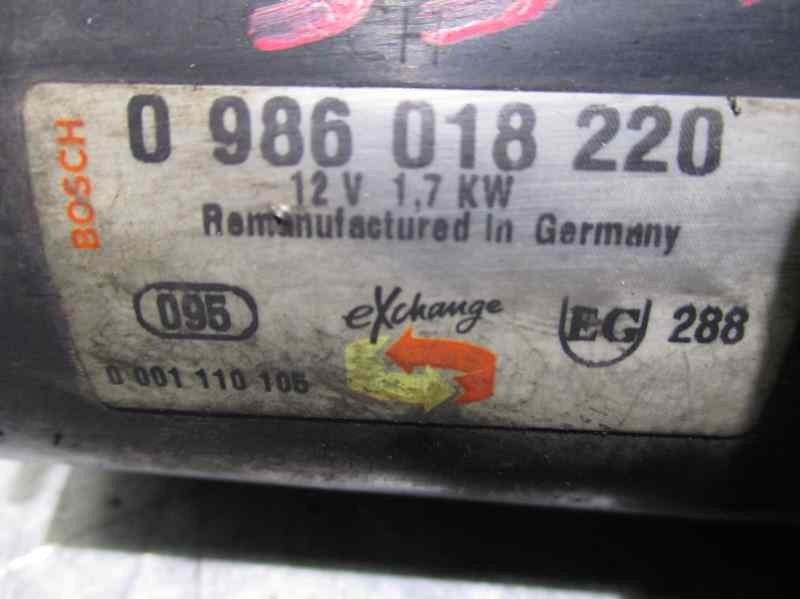 BOSCH
0 986 018 220
12 V 1,7 KW
Remanufactured in Germany
095
eXchange
EG 288
0 001 110 105